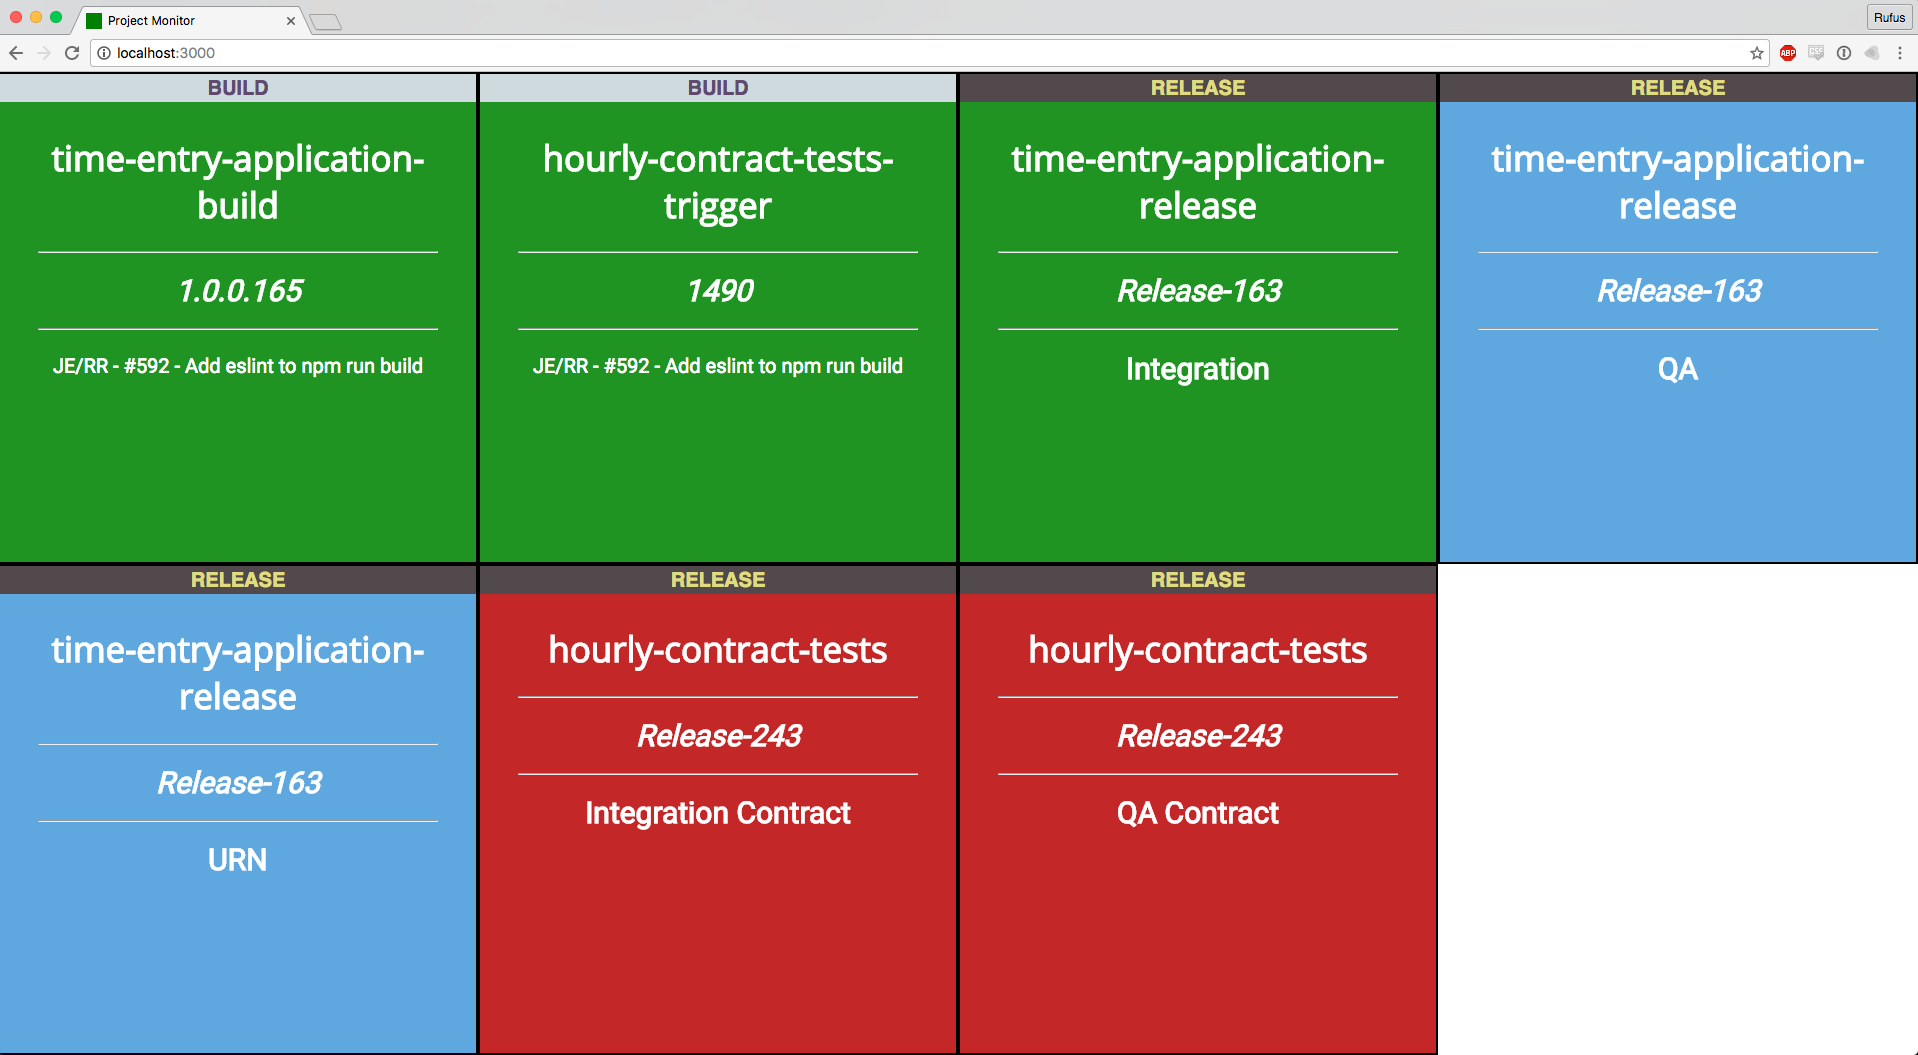 Project Monitor
Rufus
localhost:3000
ABP
BUILD
time-entry-application-
build
1.0.0.165
JE/RR - #592 - Add eslint to npm run build
BUILD
hourly-contract-tests-
trigger
1490
JE/RR - #592 - Add eslint to npm run build
RELEASE
time-entry-application-
release
Release-163
Integration
RELEASE
time-entry-application-
release
Release-163
QA
RELEASE
time-entry-application-
release
Release-163
URN
RELEASE
hourly-contract-tests
Release-243
Integration Contract
RELEASE
hourly-contract-tests
Release-243
QA Contract